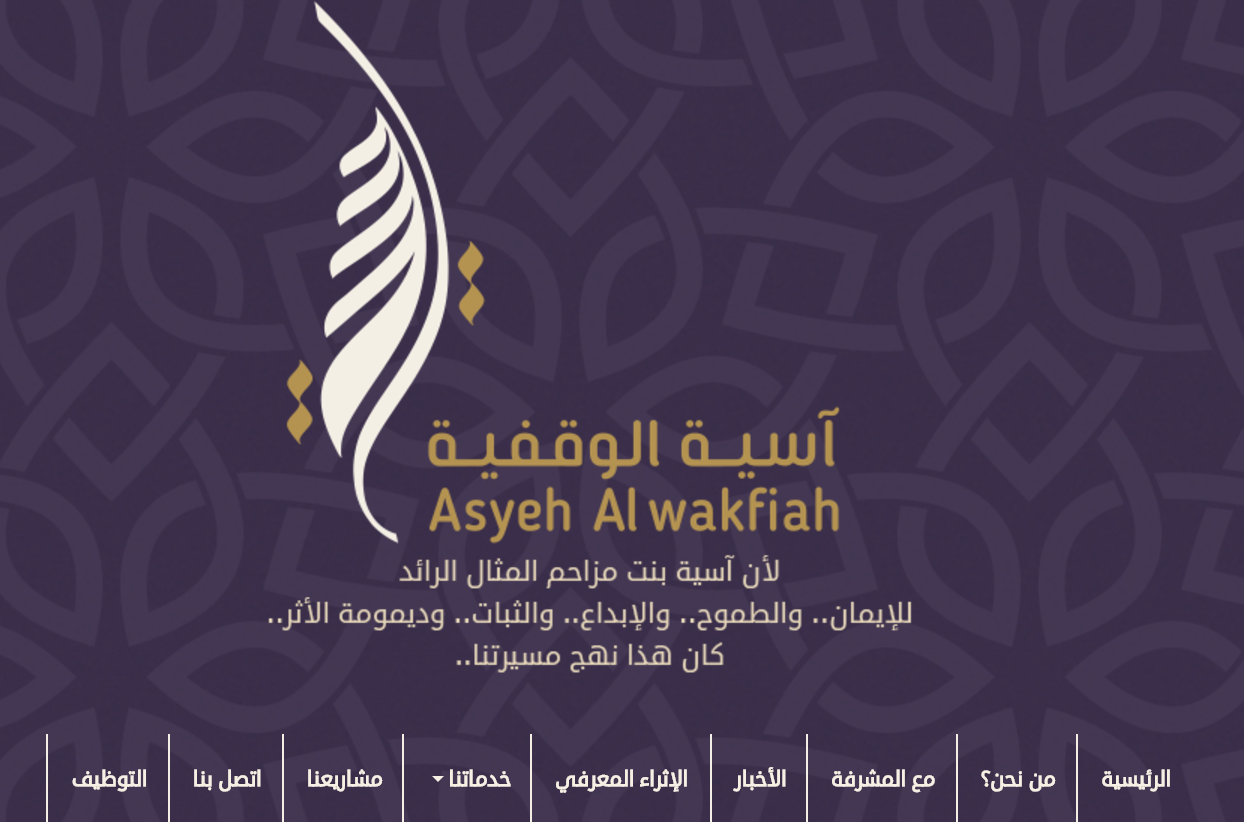 آسية الوقفية
Asyeh Al wakfiah
لأن آسية بنت مزاحم المثال الرائد
للإيمان.. والطموح.. والإبداع.. والثبات.. وديمومة الأثر..
كان هذا نهج مسيرتنا..
الرئيسية من نحن؟ مع المشرفة الأخبار الإثراء المعرفي خدماتنا مشاريعنا اتصل بنا التوظيف